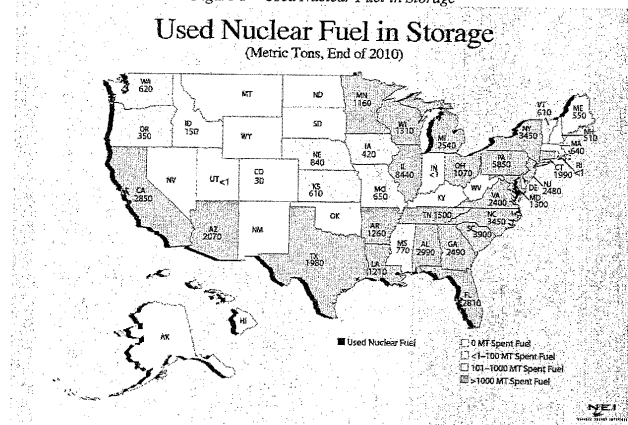 Used Nuclear Fuel in Storage
Used Nuclear Fuel in Storage
(Metric Tons, End of 2010)
WA
620
MT
ND
MN
1160
VT
610
ME
550
OR
350
ID
150
WY
SD
WI
1310
MI
2540
NY
3450
NH
510
MA
640
IA
420
NE
840
PA
5850
RI
<1
1990
NV
UT <1
CO
30
IL
8440
IN
<1
OH
1070
NJ
2480
DE
MD
1300
CA
2850
KS
610
MO
650
KY
WV
VA
2400
TN 1500
NC
3450
AZ
2070
NM
OK
AR
1260
SC
3900
TX
1980
LA
1210
MS
770
AL
2990
GA
2490
FL
2810
AK
HI
Used Nuclear Fuel
0 MT Spent Fuel
<1–100 MT Spent Fuel
101–1000 MT Spent Fuel
>1000 MT Spent Fuel
NEI